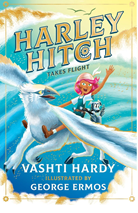 HARLEY
HITCH
TAKES FLIGHT
VASHTI HARDY
ILLUSTRATED BY
GEORGE ERMOS